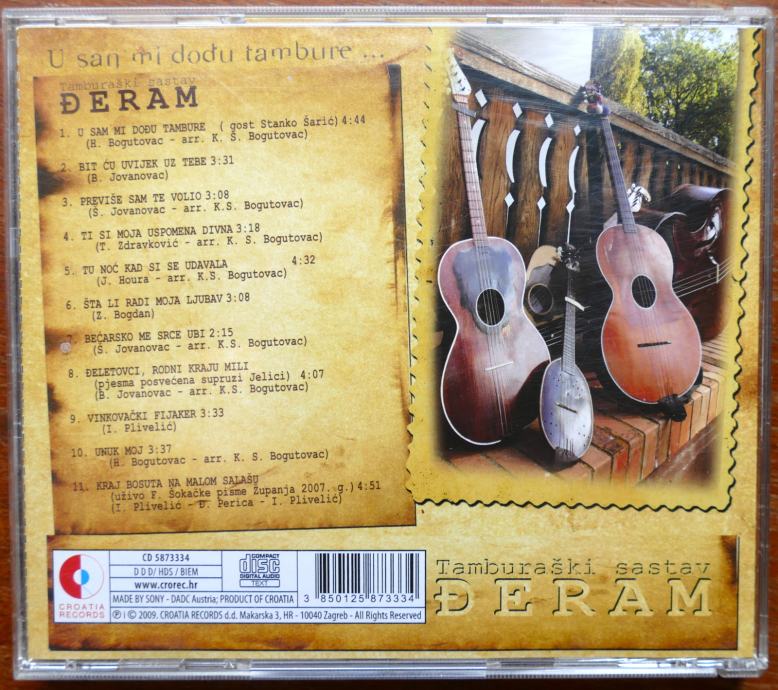 U san mi dođu tambure ...
Tamburaški sastav
ĐERAM
1. U SAM MI DOĐU TAMBURE ( gost Stanko Šarić) 4:44
(H. Bogutovac - arr. K. S. Bogutovac)
2. BIT ĆU UVIJEK UZ TEBE 3:31
(B. Jovanovac)
3. PREVIŠE SAM TE VOLIO 3:08
(Š. Jovanovac - arr. K.S. Bogutovac)
4. TI SI MOJA USPOMENA DIVNA 3:18
(T. Zdravković - arr. K. S. Bogutovac)
5. TU NOĆ KAD SI SE UDAVALA 4:32
(J. Houra - arr. K. S. Bogutovac)
6. ŠTA LI RADI MOJA LJUBAV 3:08
(Z. Bogdan)
7. BEĆARSKO ME SRCE UBI 2:15
(Š. Jovanovac - arr. K. S. Bogutovac)
8. ĐELETOVCI, RODNI KRAJU MILI
(pjesma posvećena supruzi Jelici) 4:07
(B. Jovanovac - arr. K. S. Bogutovac)
9. VINKOVAČKI FIJAKER 3:33
(I. Plivelić)
10. UNUK MOJ 3:37
(H. Bogutovac - arr. K. S. Bogutovac)
11. KRAJ BOSUTA NA MALOM SALAŠU
(uživo F. Šokačke pisme Županja 2007. g.) 4:51
(I. Plivelić - Đ. Perica - I. Plivelić)
CROATIA
RECORDS
CD 5873334
D D D/ HDS / BIEM
www.crorec.hr
COMPACT
disc
DIGITAL AUDIO
TEXT
MADE BY SONY - DADC Austria; PRODUCT OF CROATIA
3 850125 873334
℗ i © 2009. CROATIA RECORDS d.d. Makarska 3, HR - 10040 Zagreb - All Rights Reserved
Tamburaški sastav
ĐERAM